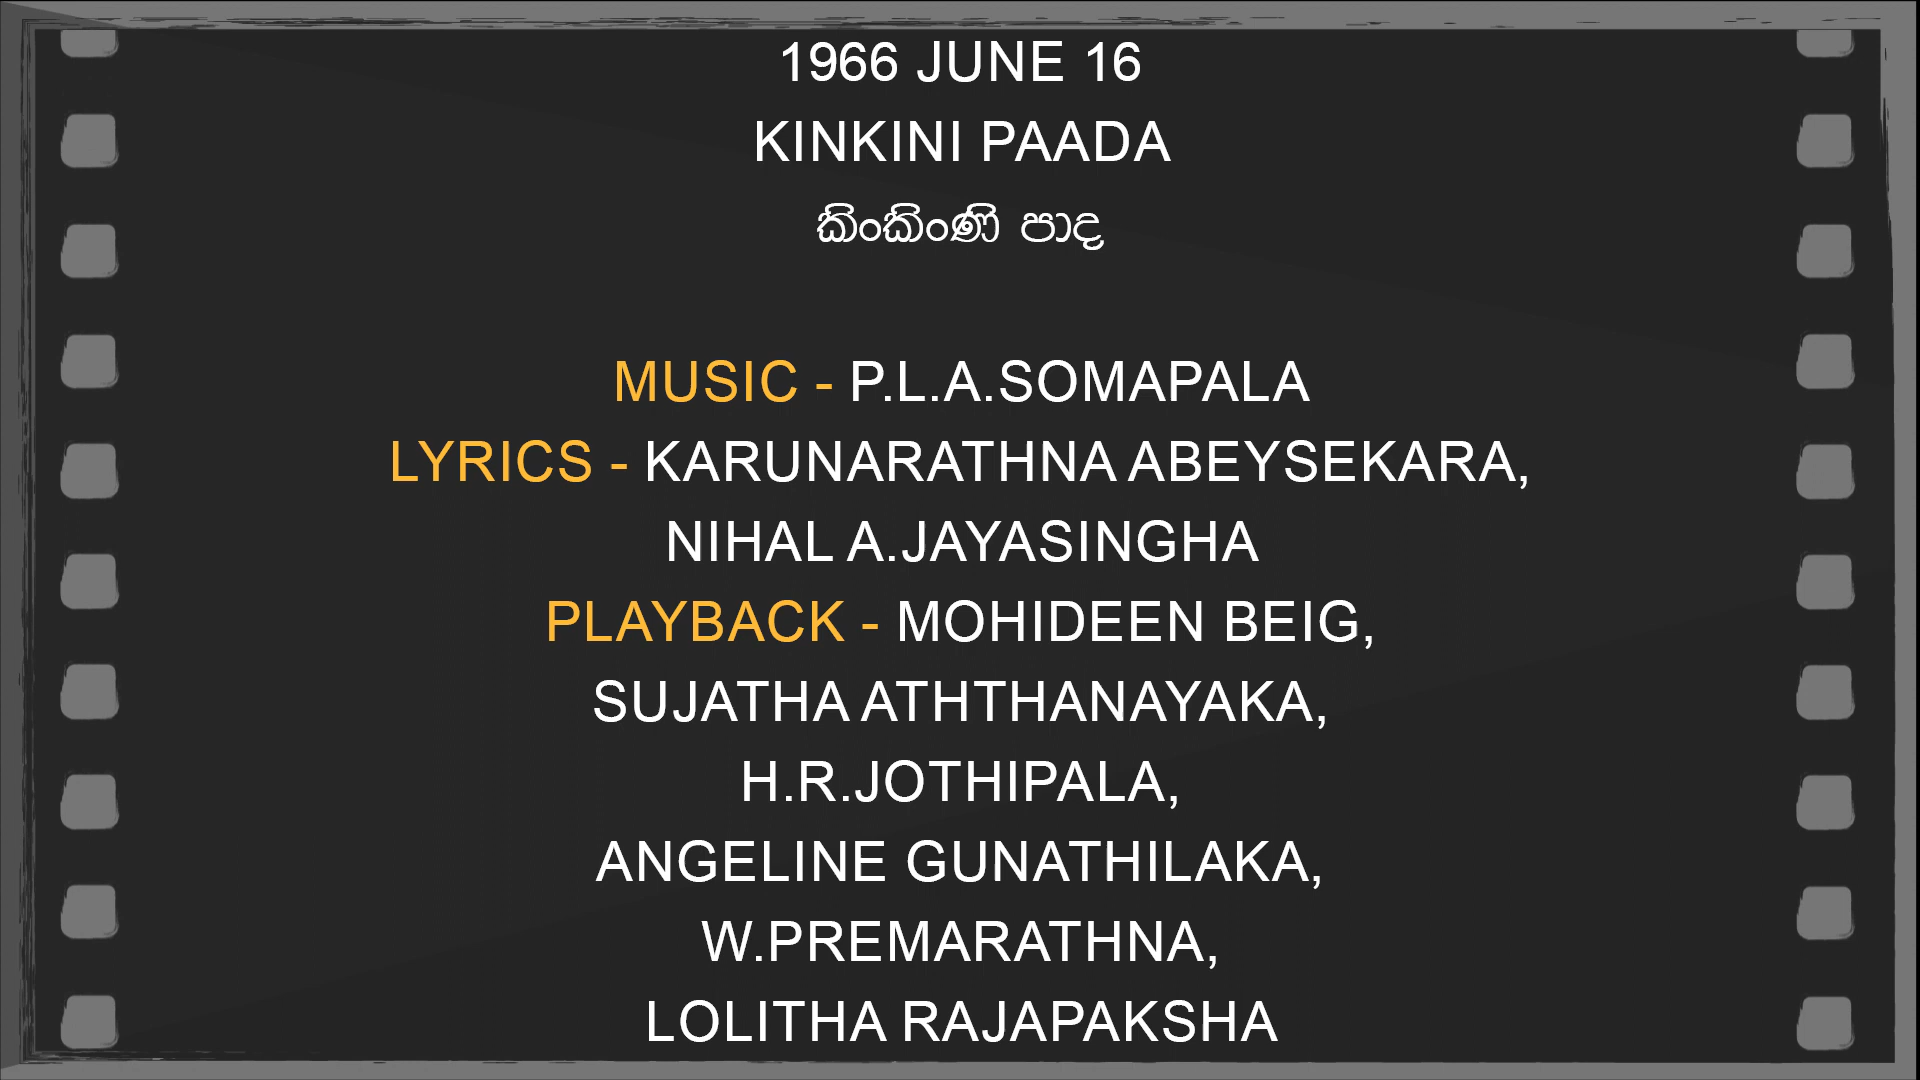 1966 JUNE 16
KINKINI PAADA
කිංකිංණි පාද
MUSIC - P.L.A.SOMAPALA
LYRICS - KARUNARATHNA ABEYSEKARA,
NIHAL A.JAYASINGHA
PLAYBACK - MOHIDEEN BEIG,
SUJATHA ATHTHANAYAKA,
H.R.JOTHIPALA,
ANGELINE GUNATHILAKA,
W.PREMARATHNA,
LOLITHA RAJAPAKSHA